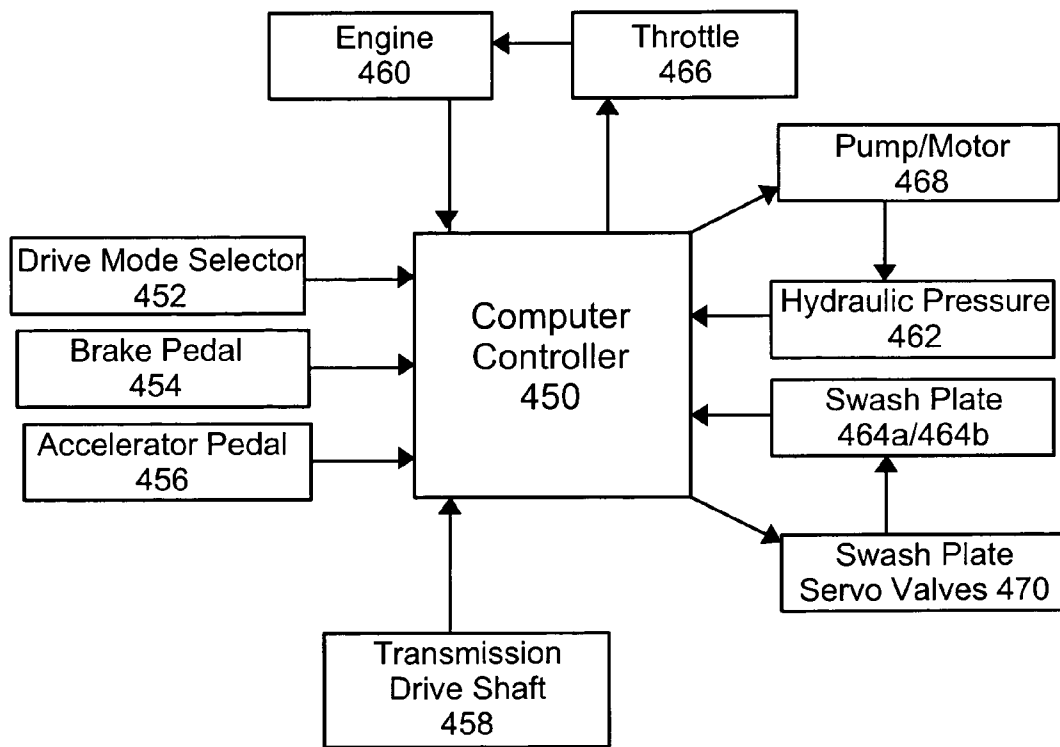 Engine
460
Throttle
466
Pump/Motor
468
Drive Mode Selector
452
Hydraulic Pressure
462
Brake Pedal
454
Computer
Controller
450
Swash Plate
464a/464b
Accelerator Pedal
456
Swash Plate
Servo Valves 470
Transmission
Drive Shaft
458